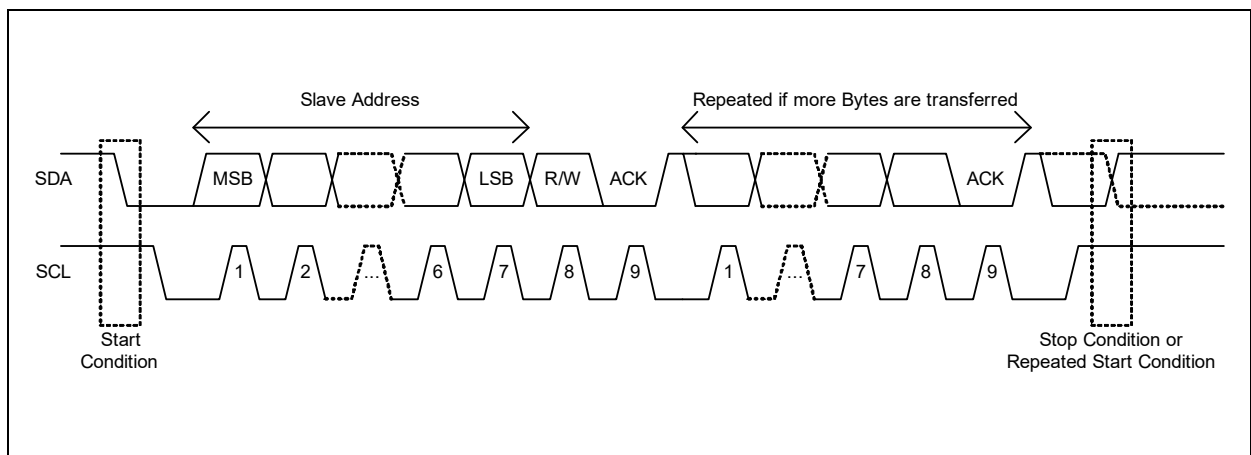 Slave Address
Repeated if more Bytes are transferred
SDA
MSB
LSB
R/W
ACK
ACK
SCL
1
2
...
6
7
8
9
1
...
7
8
9
Start
Condition
Stop Condition or
Repeated Start Condition